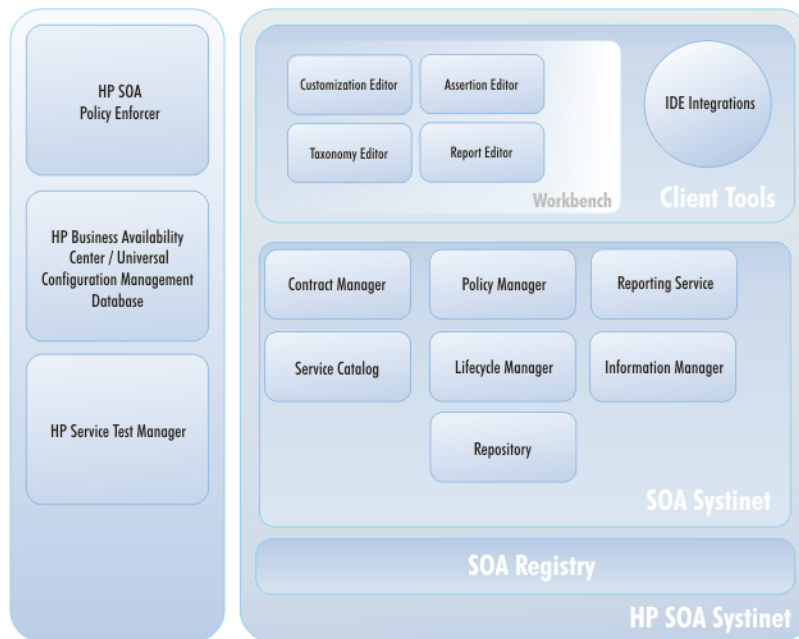 HP SOA
Policy Enforcer
HP Business Availability
Center / Universal
Configuration Management
Database
HP Service Test Manager
Customization Editor
Assertion Editor
Taxonomy Editor
Report Editor
Workbench
IDE Integrations
Client Tools
Contract Manager
Policy Manager
Reporting Service
Service Catalog
Lifecycle Manager
Information Manager
Repository
SOA Systinet
SOA Registry
HP SOA Systinet